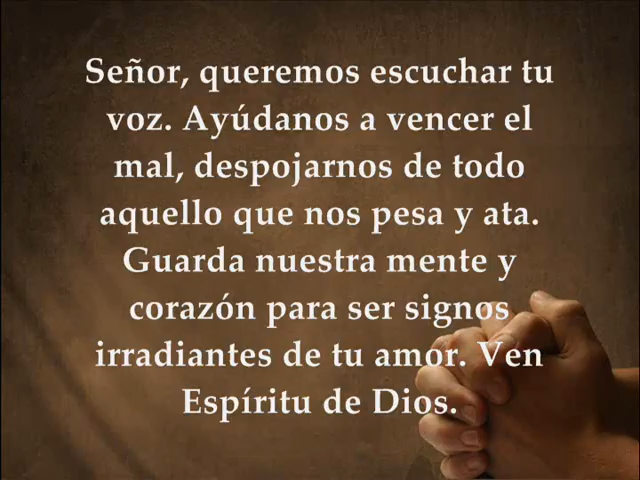 Señor, queremos escuchar tu
voz. Ayúdanos a vencer el
mal, despojarnos de todo
aquello que nos pesa y ata.
Guarda nuestra mente y
corazón para ser signos
irradiantes de tu amor. Ven
Espíritu de Dios.